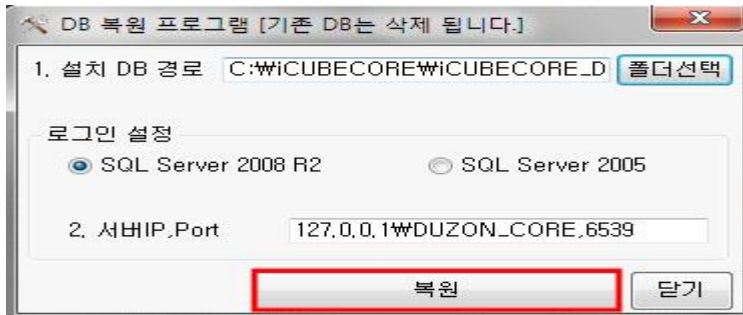 DB 복원 프로그램 [기존 DB는 삭제 됩니다.]
1. 설치 DB 경로 C:₩iCUBECORE₩iCUBECORE_D 폴더선택
로그인 설정
SQL Server 2008 R2 SQL Server 2005
2. 서버IP,Port 127.0.0.1₩DUZON_CORE,6539
복원 닫기